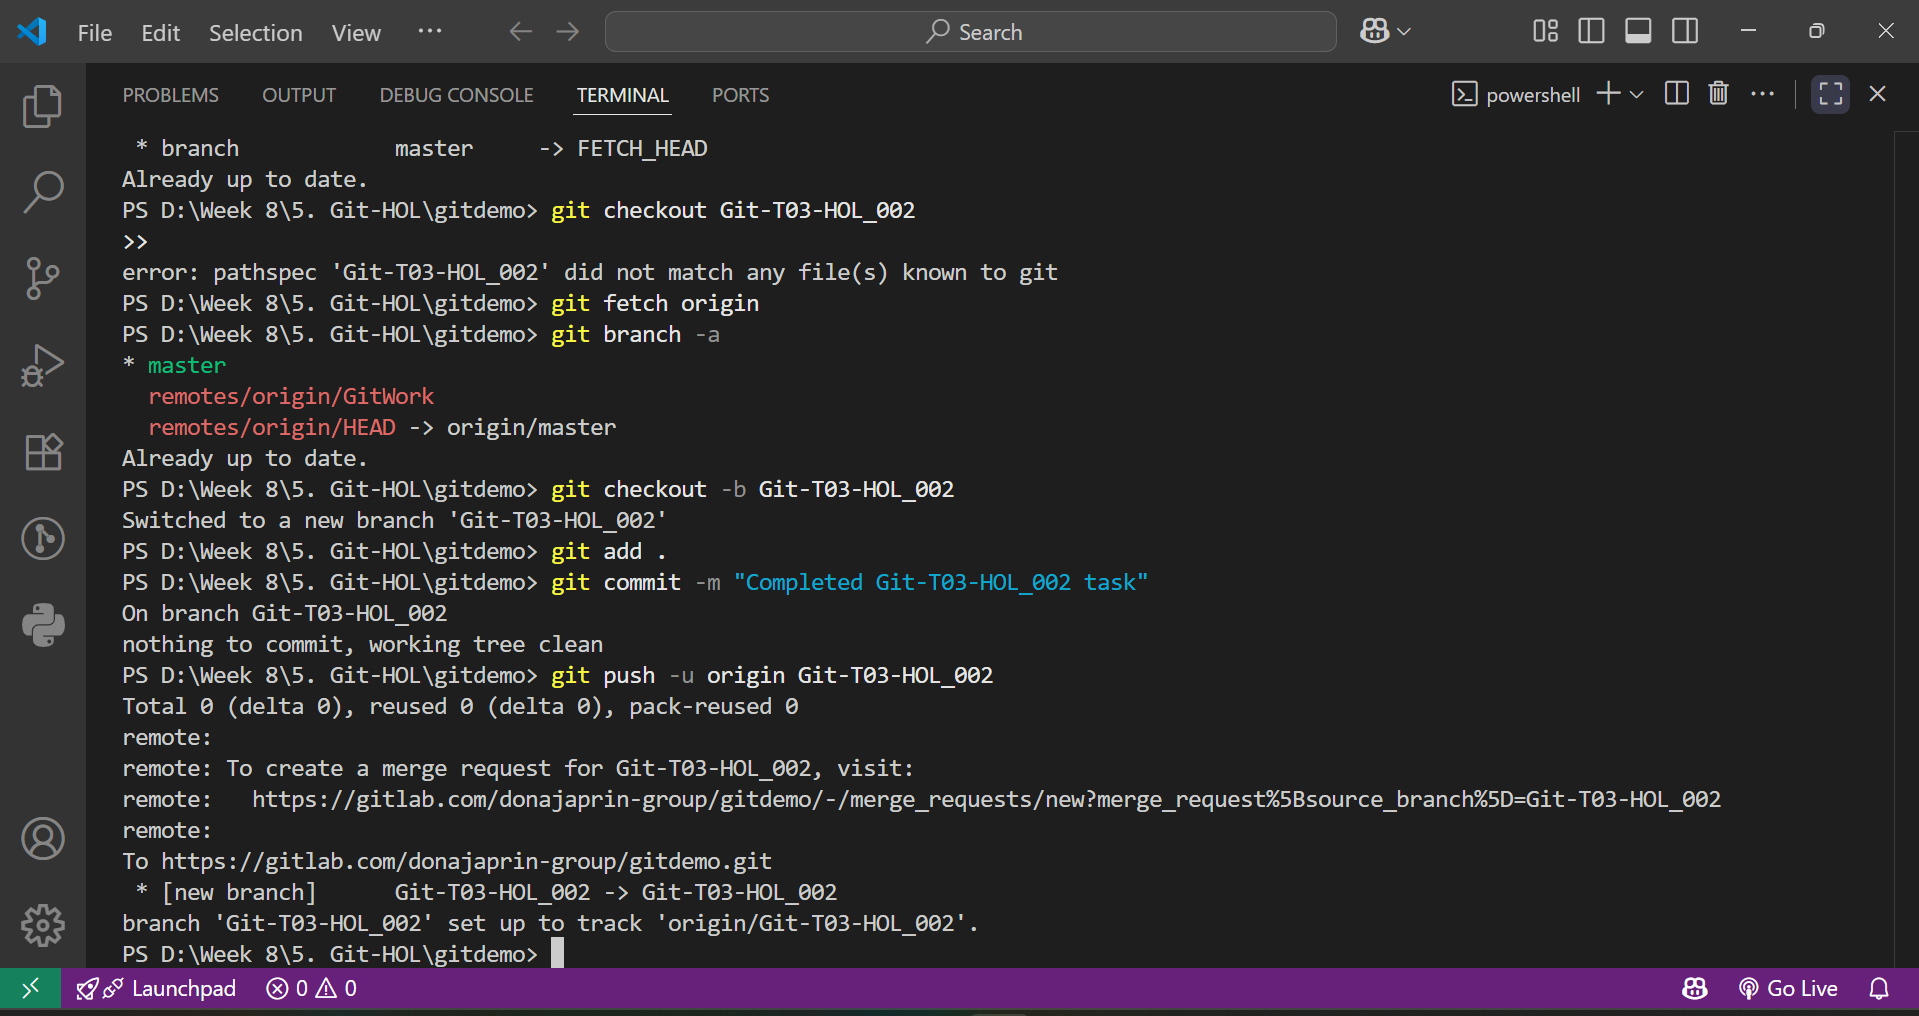 File Edit Selection View ··· Search
PROBLEMS OUTPUT DEBUG CONSOLE TERMINAL PORTS powershell
* branch            master     -> FETCH_HEAD
Already up to date.
PS D:\Week 8\5. Git-HOL\gitdemo> git checkout Git-T03-HOL_002
>>
error: pathspec 'Git-T03-HOL_002' did not match any file(s) known to git
PS D:\Week 8\5. Git-HOL\gitdemo> git fetch origin
PS D:\Week 8\5. Git-HOL\gitdemo> git branch -a
* master
  remotes/origin/GitWork
  remotes/origin/HEAD -> origin/master
Already up to date.
PS D:\Week 8\5. Git-HOL\gitdemo> git checkout -b Git-T03-HOL_002
Switched to a new branch 'Git-T03-HOL_002'
PS D:\Week 8\5. Git-HOL\gitdemo> git add .
PS D:\Week 8\5. Git-HOL\gitdemo> git commit -m "Completed Git-T03-HOL_002 task"
On branch Git-T03-HOL_002
nothing to commit, working tree clean
PS D:\Week 8\5. Git-HOL\gitdemo> git push -u origin Git-T03-HOL_002
Total 0 (delta 0), reused 0 (delta 0), pack-reused 0
remote:
remote: To create a merge request for Git-T03-HOL_002, visit:
remote:   https://gitlab.com/donajaprin-group/gitdemo/-/merge_requests/new?merge_request%5Bsource_branch%5D=Git-T03-HOL_002
remote:
To https://gitlab.com/donajaprin-group/gitdemo.git
 * [new branch]      Git-T03-HOL_002 -> Git-T03-HOL_002
branch 'Git-T03-HOL_002' set up to track 'origin/Git-T03-HOL_002'.
PS D:\Week 8\5. Git-HOL\gitdemo>
Launchpad 0 0 Go Live